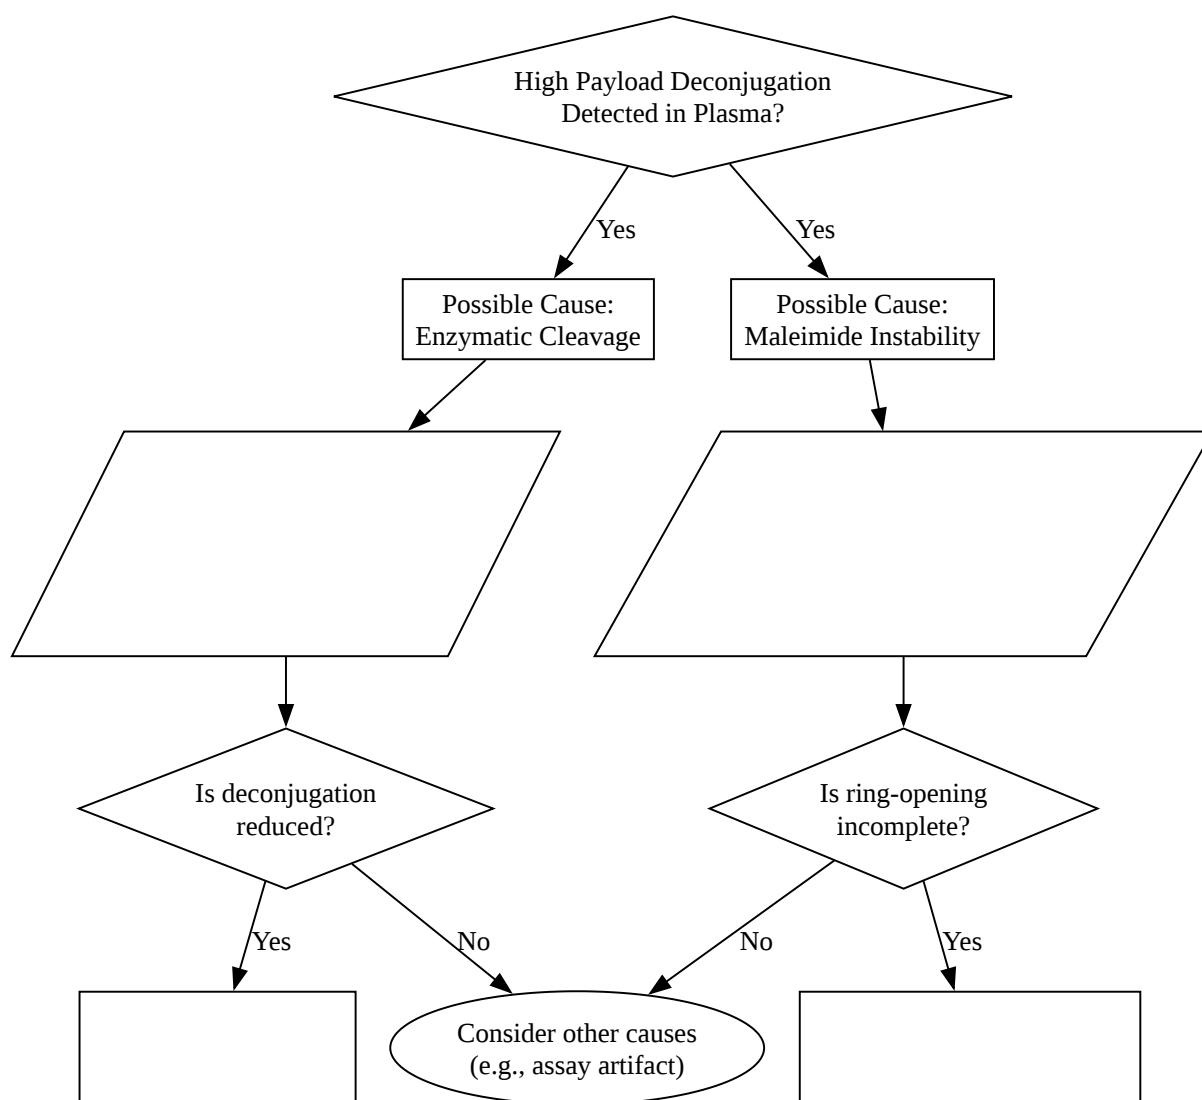 High Payload Deconjugation
Detected in Plasma?
Yes
Yes
Possible Cause:
Enzymatic Cleavage
Possible Cause:
Maleimide Instability
Is deconjugation
reduced?
Is ring-opening
incomplete?
Yes
No
No
Yes
Consider other causes
(e.g., assay artifact)